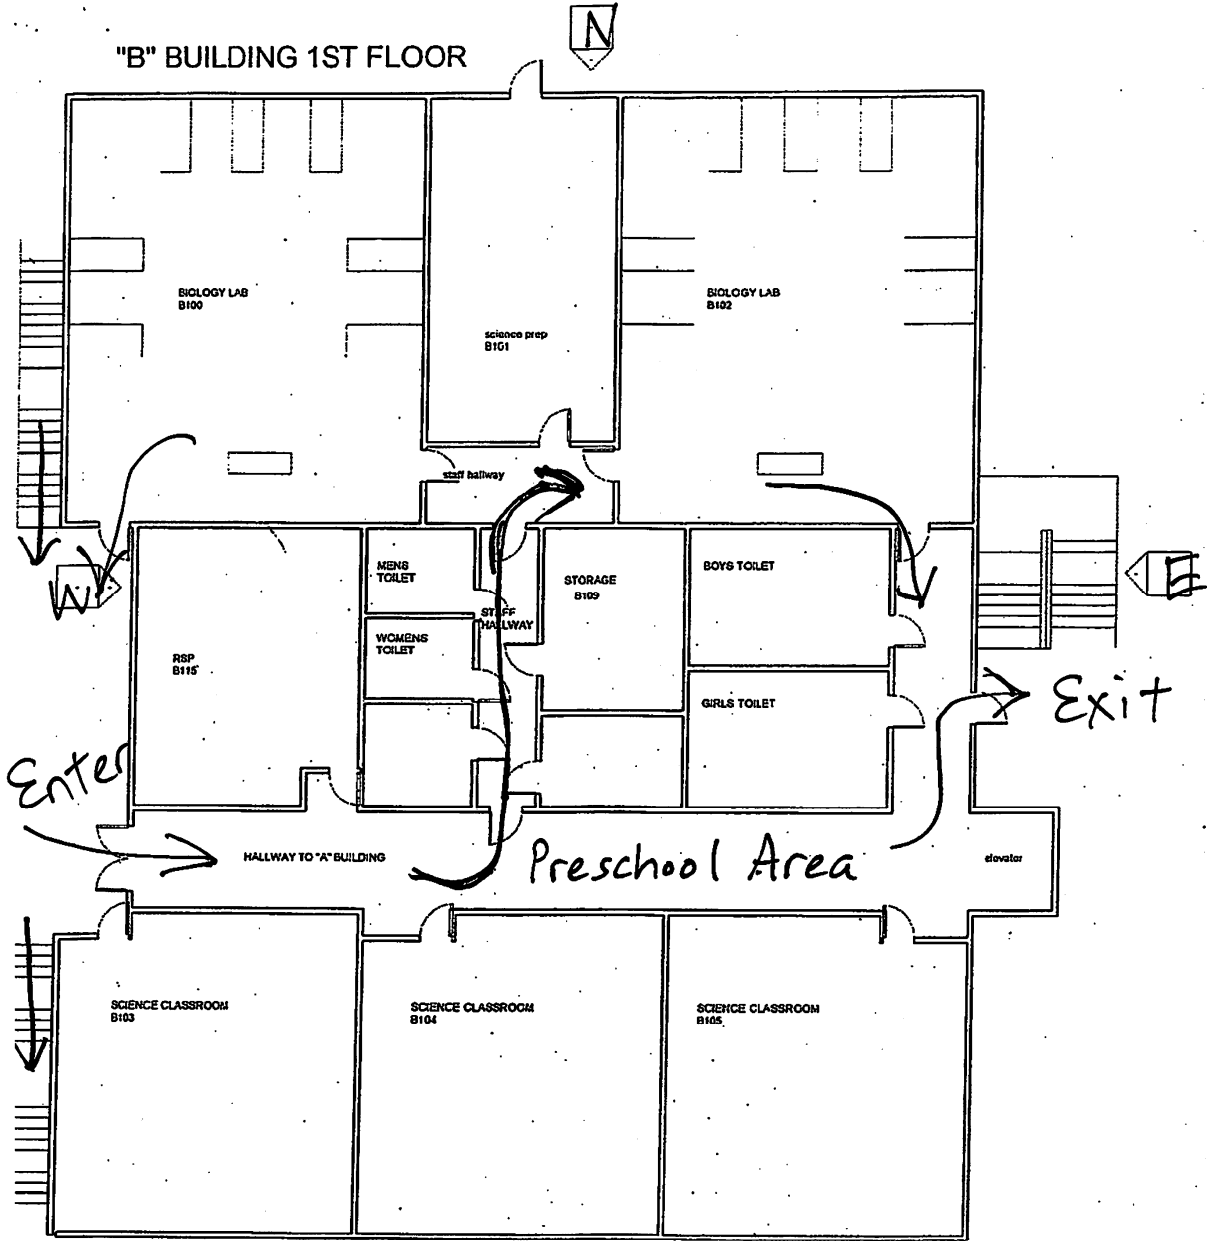 N
"B" BUILDING 1ST FLOOR
BIOLOGY LAB
B100
science prep
B101
BIOLOGY LAB
B102
staff hallway
MENS
TOILET
STORAGE
B109
BOYS TOILET
W
E
STAFF
HALLWAY
WOMENS
TOILET
RSP
B115
GIRLS TOILET
Exit
Enter
HALLWAY TO "A" BUILDING
Preschool Area
elevator
SCIENCE CLASSROOM
B103
SCIENCE CLASSROOM
B104
SCIENCE CLASSROOM
B105